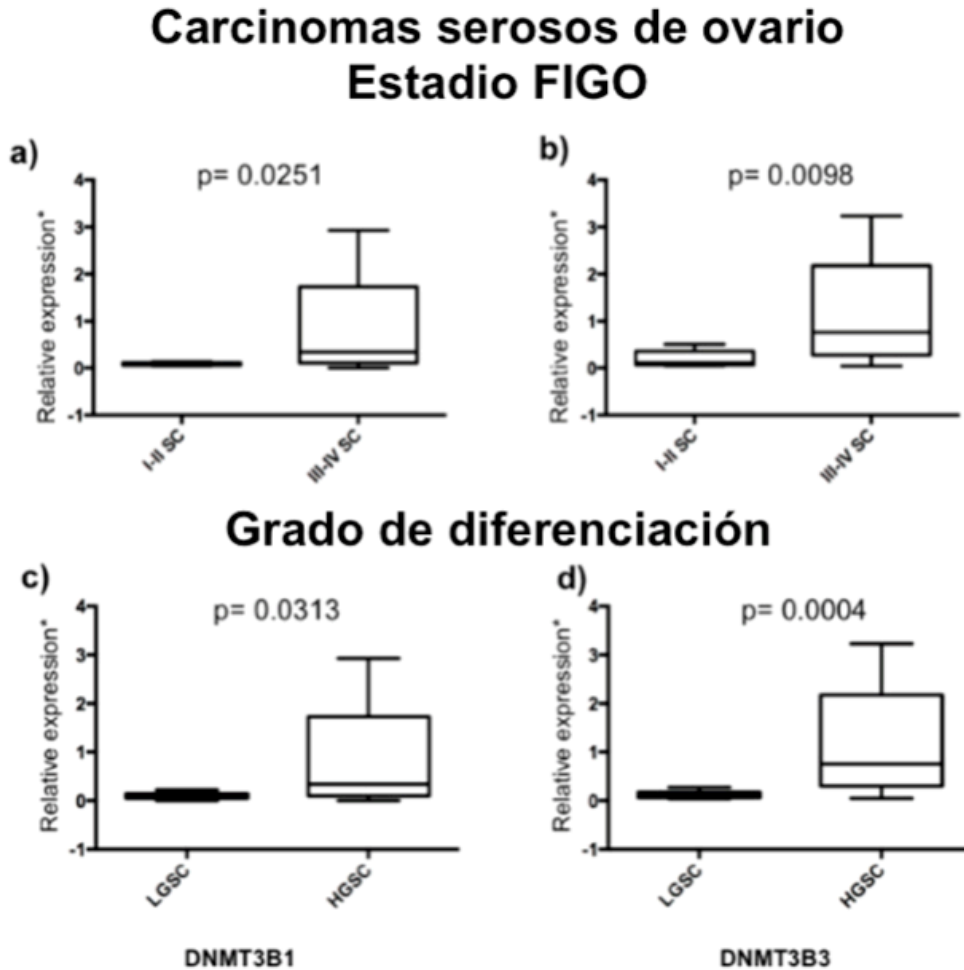 Carcinomas serosos de ovario
Estadio FIGO
a)
p= 0.0251
4
3
2
1
0
-1
Relative expression*
I-II SC
III-IV SC
b)
p= 0.0098
4
3
2
1
0
-1
Relative expression*
I-II SC
III-IV SC
Grado de diferenciación
c)
p= 0.0313
4
3
2
1
0
-1
Relative expression*
LGSC
HGSC
DNMT3B1
d)
p= 0.0004
4
3
2
1
0
-1
Relative expression*
LGSC
HGSC
DNMT3B3